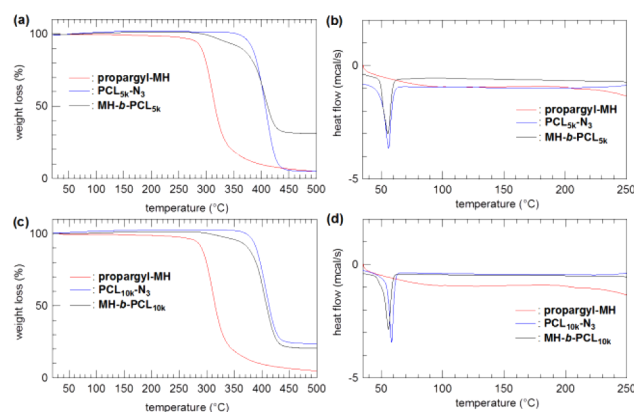 (a)
100
50
0
weight loss (%)
: propargyl-MH
: PCL5k-N3
: MH-b-PCL5k
50 100 150 200 250 300 350 400 450 500
temperature (°C)
(b)
0
-5
heat flow (mcal/s)
: propargyl-MH
: PCL5k-N3
: MH-b-PCL5k
50 100 150 200 250
temperature (°C)
(c)
100
50
0
weight loss (%)
: propargyl-MH
: PCL10k-N3
: MH-b-PCL10k
50 100 150 200 250 300 350 400 450 500
temperature (°C)
(d)
0
-5
heat flow (mcal/s)
: propargyl-MH
: PCL10k-N3
: MH-b-PCL10k
50 100 150 200 250
temperature (°C)